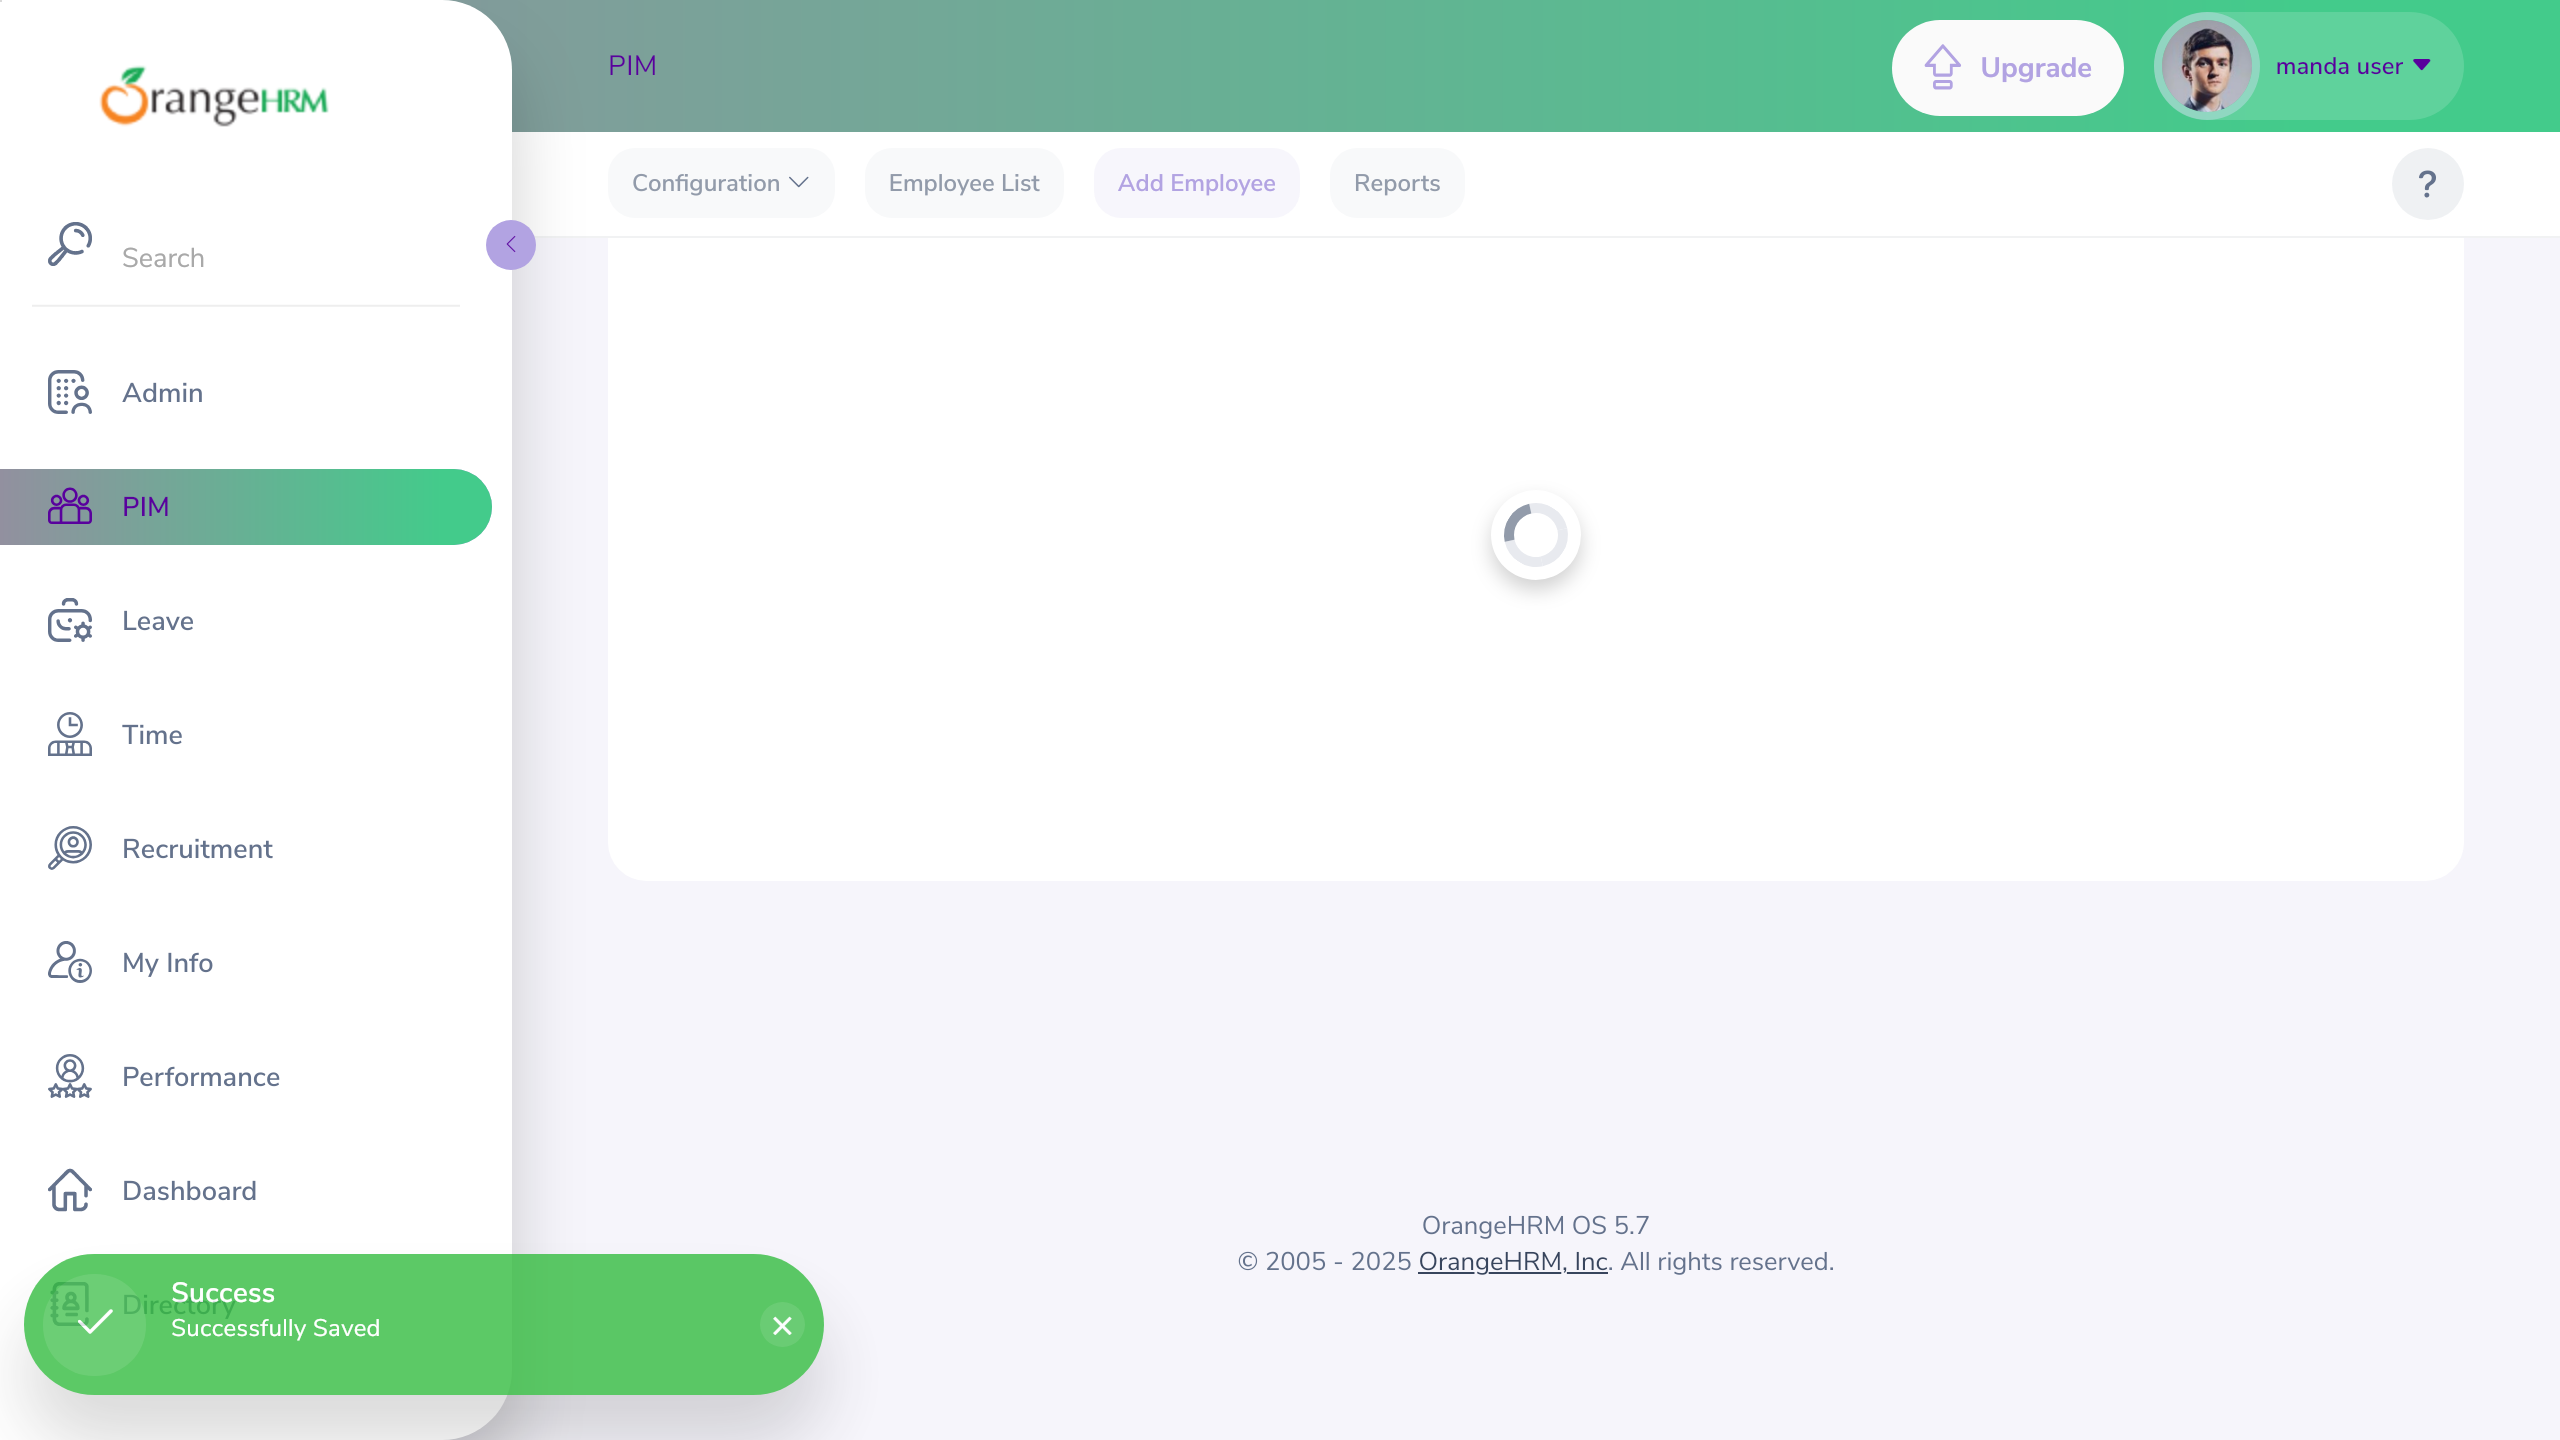 OrangeHRM
PIM
Upgrade
manda user
Configuration
Employee List
Add Employee
Reports
?
Search
Admin
PIM
Leave
Time
Recruitment
My Info
Performance
Dashboard
Directory
Success
Successfully Saved
OrangeHRM OS 5.7
© 2005 - 2025 OrangeHRM, Inc. All rights reserved.